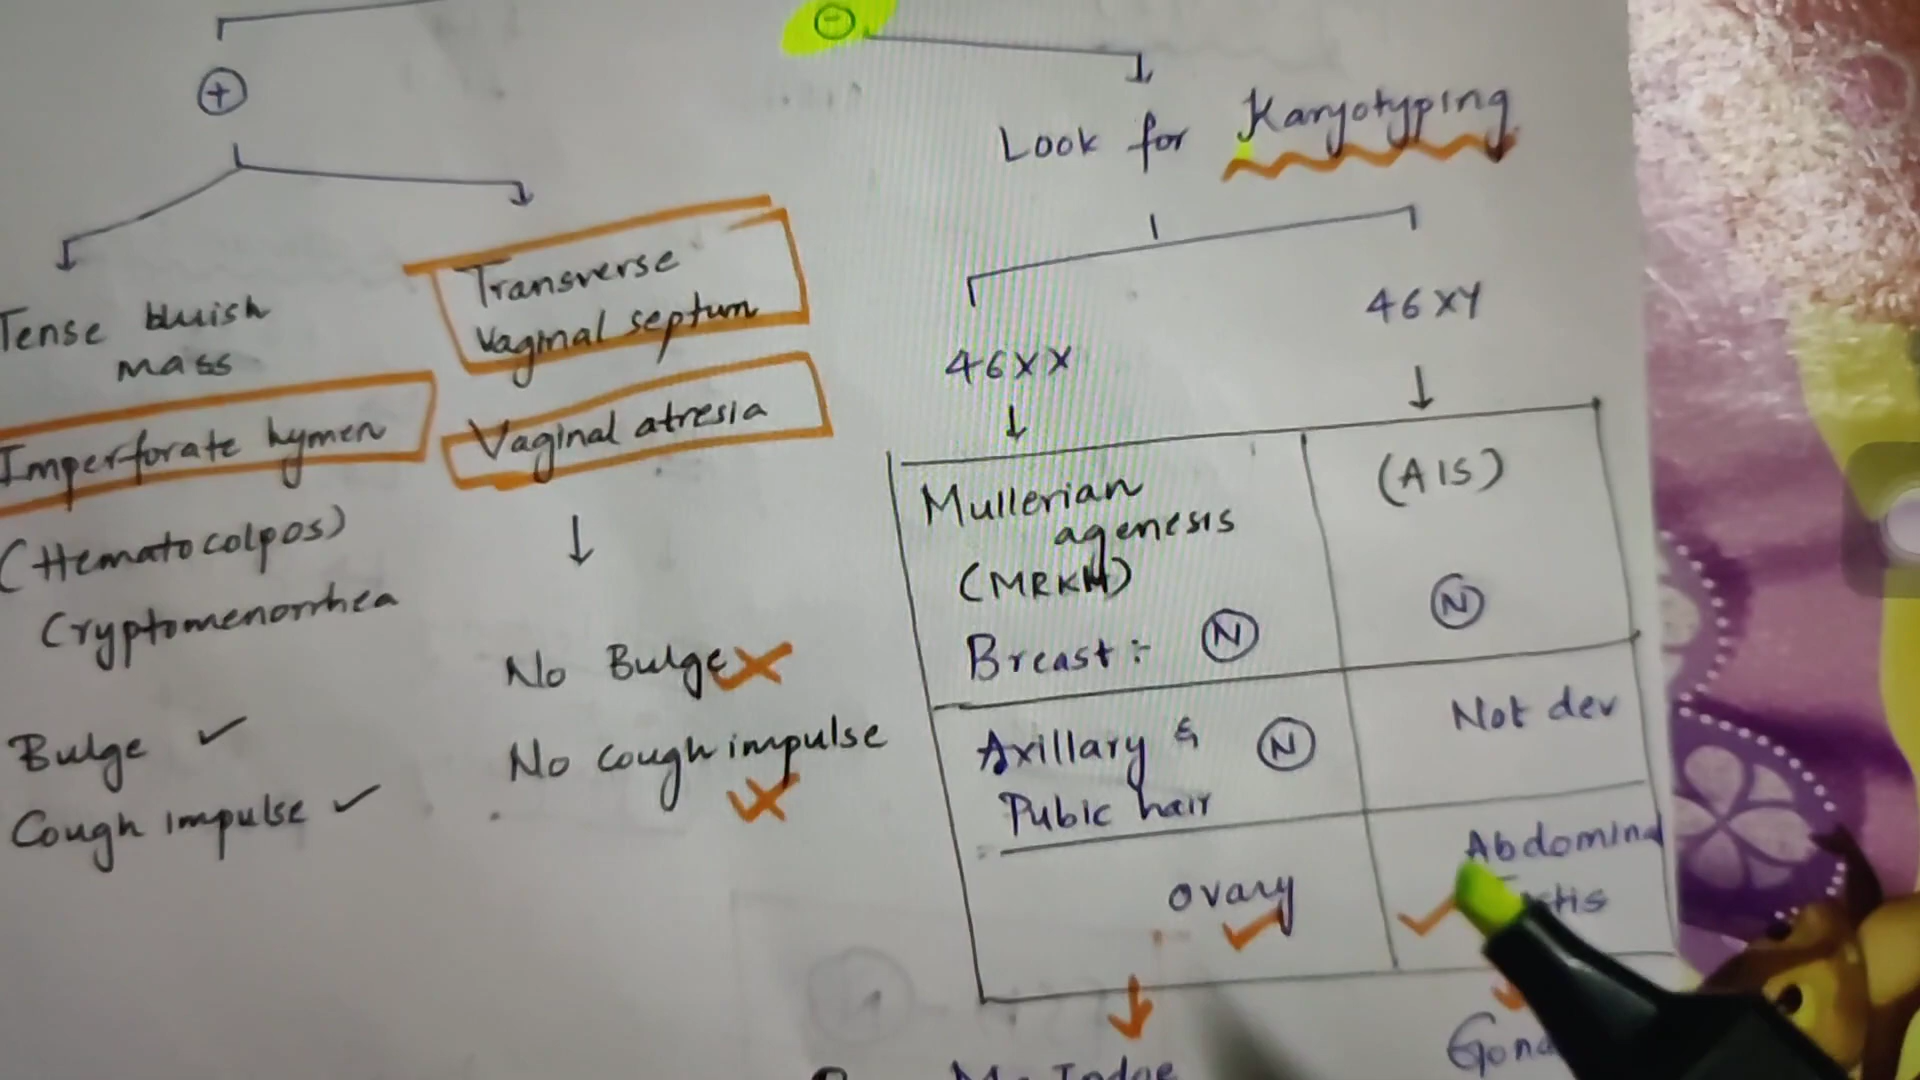 ⊕
⊖
Look for Karyotyping
Tense bluish
mass
Imperforate hymen
(Hematocolpos)
Cryptomenorrhea
Bulge ✓
Cough impulse ✓
Transverse
Vaginal septum
Vaginal atresia
No Bulge
No cough impulse
46XX
46XY
Mullerian
agenesis
(MRKH)
(AIS)
Breast :- N
N
Axillary & N
Pubic hair
Not dev
ovary
Abdominal